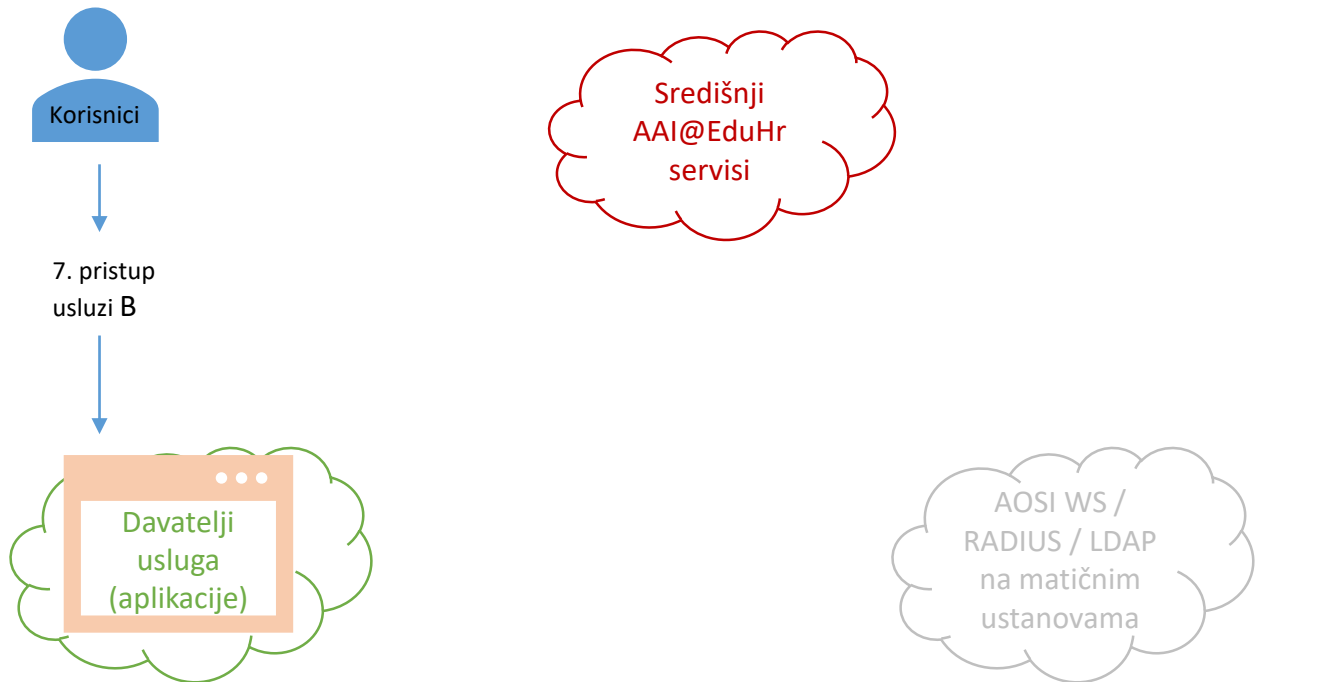 Korisnici
Središnji
AAI@EduHr
servisi
7. pristup
usluzi B
Davatelji
usluga
(aplikacije)
AOSI WS /
RADIUS / LDAP
na matičnim
ustanovama